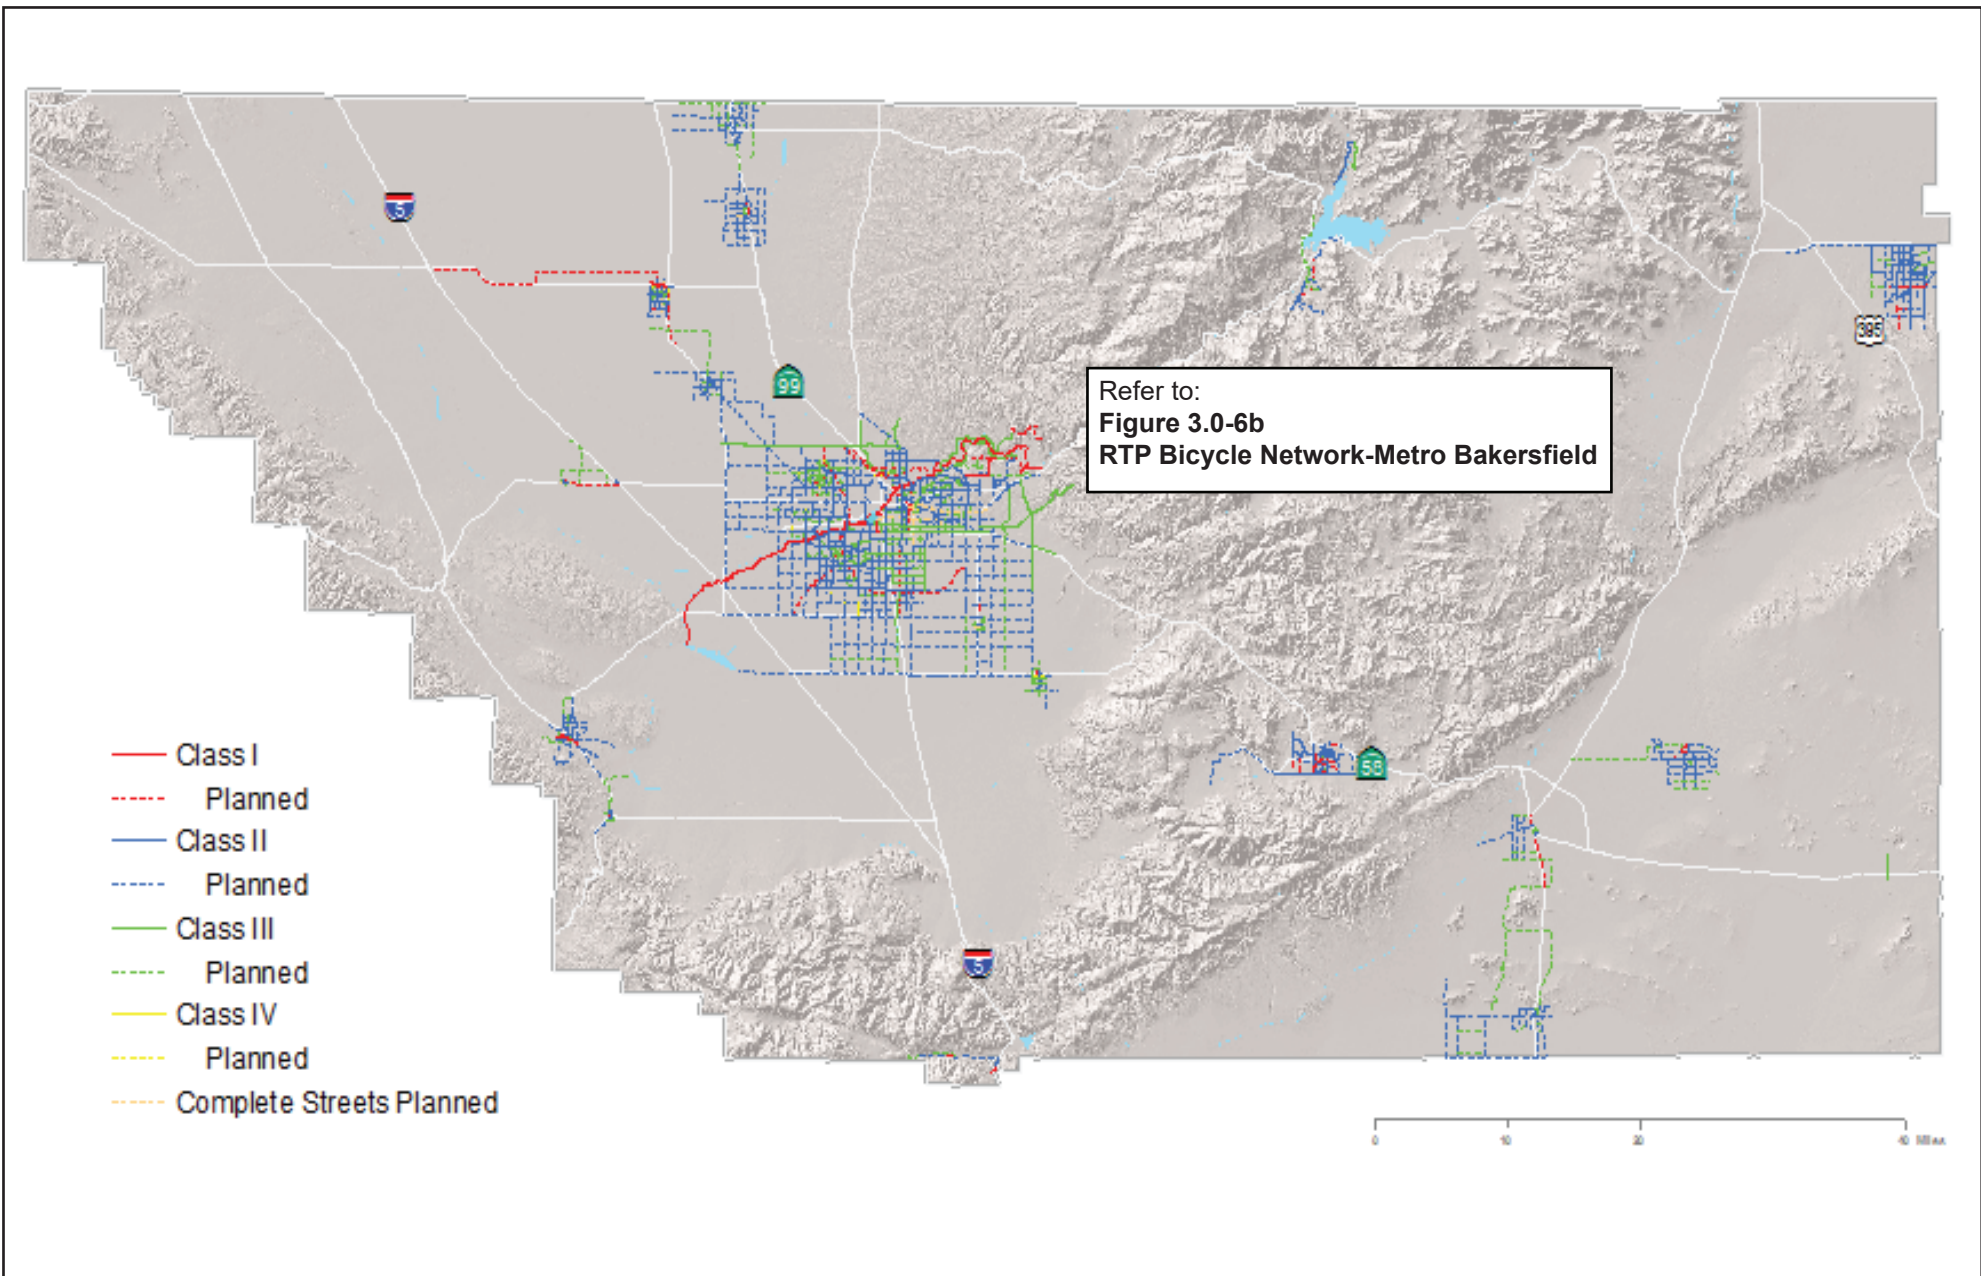 5
99
395
Refer to:
Figure 3.0-6b
RTP Bicycle Network-Metro Bakersfield
Class I
Planned
Class II
Planned
Class III
Planned
Class IV
Planned
Complete Streets Planned
58
5
0 10 20 40 Miles